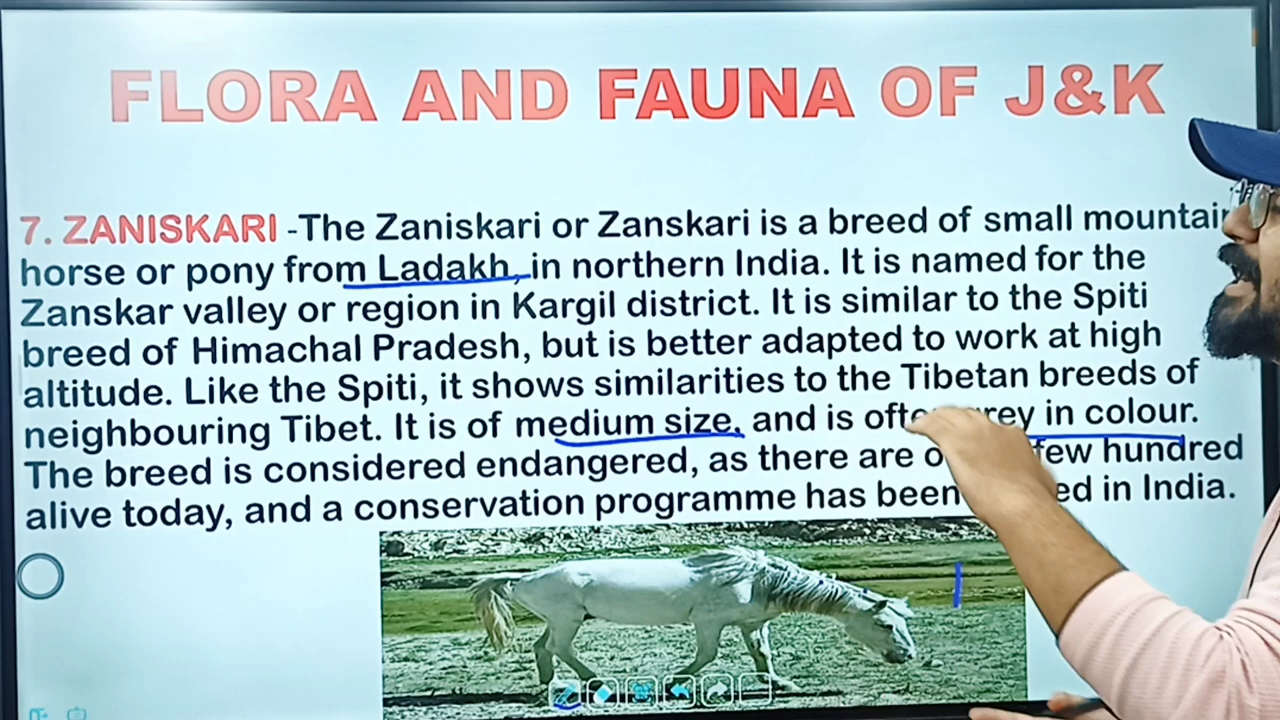 FLORA AND FAUNA OF J&K
7. ZANISKARI -The Zaniskari or Zanskari is a breed of small mountain
horse or pony from Ladakh, in northern India. It is named for the
Zanskar valley or region in Kargil district. It is similar to the Spiti
breed of Himachal Pradesh, but is better adapted to work at high
altitude. Like the Spiti, it shows similarities to the Tibetan breeds of
neighbouring Tibet. It is of medium size, and is often grey in colour.
The breed is considered endangered, as there are few hundred
alive today, and a conservation programme has been in India.